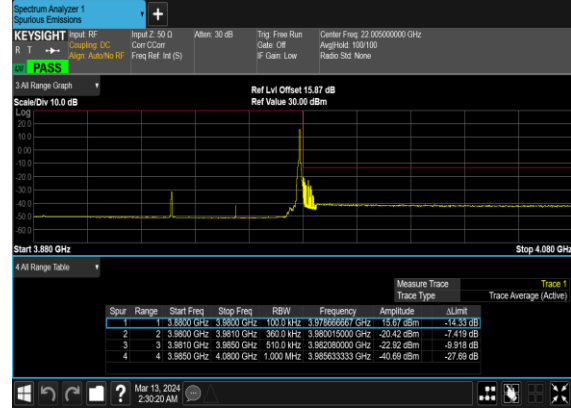 Spectrum Analyzer 1
Spurious Emissions
KEYSIGHT Input: RF Input Z: 50 Ω Atten: 30 dB Trig: Free Run Center Freq: 22.005000000 GHz
R T Coupling: DC Corr CCorr Gate: Off Avg|Hold: 100/100
Align: Auto/No RF Freq Ref: Int (S) IF Gain: Low Radio Std: None
LXI PASS
3 All Range Graph
Ref Lvl Offset 15.87 dB
Scale/Div 10.0 dB Ref Value 30.00 dBm
Log
20.0
10.0
0.00
-10.0
-20.0
-30.0
-40.0
-50.0
-60.0
Start 3.880 GHz Stop 4.080 GHz
4 All Range Table
Measure Trace Trace 1
Trace Type Trace Average (Active)
Spur Range Start Freq Stop Freq RBW Frequency Amplitude ΔLimit
1 1 3.8800 GHz 3.9800 GHz 100.0 kHz 3.978666667 GHz 15.67 dBm -14.33 dB
2 2 3.9800 GHz 3.9810 GHz 360.0 kHz 3.980015000 GHz -20.42 dBm -7.419 dB
3 3 3.9810 GHz 3.9850 GHz 510.0 kHz 3.982080000 GHz -22.92 dBm -9.918 dB
4 4 3.9850 GHz 4.0800 GHz 1.000 MHz 3.985633333 GHz -40.69 dBm -27.69 dB
Mar 13, 2024
2:30:20 AM